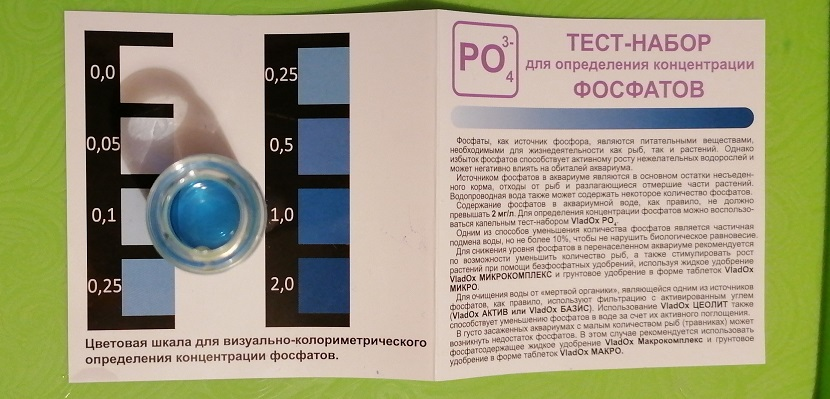 0,0
0,05
0,1
0,25
0,25
0,5
1,0
2,0
Цветовая шкала для визуально-колориметрического
определения концентрации фосфатов.
PO 3- 4
ТЕСТ-НАБОР
для определения концентрации
ФОСФАТОВ
Фосфаты, как источник фосфора, являются питательными веществами,
необходимыми для жизнедеятельности как рыб, так и растений. Однако
избыток фосфатов способствует активному росту нежелательных водорослей и
может негативно влиять на обитателей аквариума.
Источником фосфатов в аквариуме являются в основном остатки несъеден-
ного корма, отходы от рыб и разлагающиеся отмершие части растений.
Водопроводная вода также может содержать некоторое количество фосфатов.
Содержание фосфатов в аквариумной воде, как правило, не должно
превышать 2 мг/л. Для определения концентрации фосфатов можно воспользо-
ваться капельным тест-набором VladOx PO4.
Одним из способов уменьшения количества фосфатов является частичная
подмена воды, но не более 10%, чтобы не нарушить биологическое равновесие.
Для снижения уровня фосфатов в перенаселенном аквариуме рекомендуется
по возможности уменьшить количество рыб, а также стимулировать рост
растений при помощи безфосфатных удобрений, используя жидкое удобрение
VladOx МИКРОКОМПЛЕКС и грунтовое удобрение в форме таблеток VladOx
МИКРО.
Для очищения воды от «мертвой органики», являющейся одним из источников
фосфатов, как правило, используют фильтрацию с активированным углем
(VladOx АКТИВ или VladOx БАЗИС). Использование VladOx ЦЕОЛИТ также
способствует уменьшению фосфатов в воде за счет их активного поглощения.
В густо засаженных аквариумах с малым количеством рыб (травниках) может
возникнуть недостаток фосфатов. В этом случае рекомендуется использовать
фосфатсодержащее жидкое удобрение VladOx Макрокомплекс и грунтовое
удобрение в форме таблеток VladOx МАКРО.